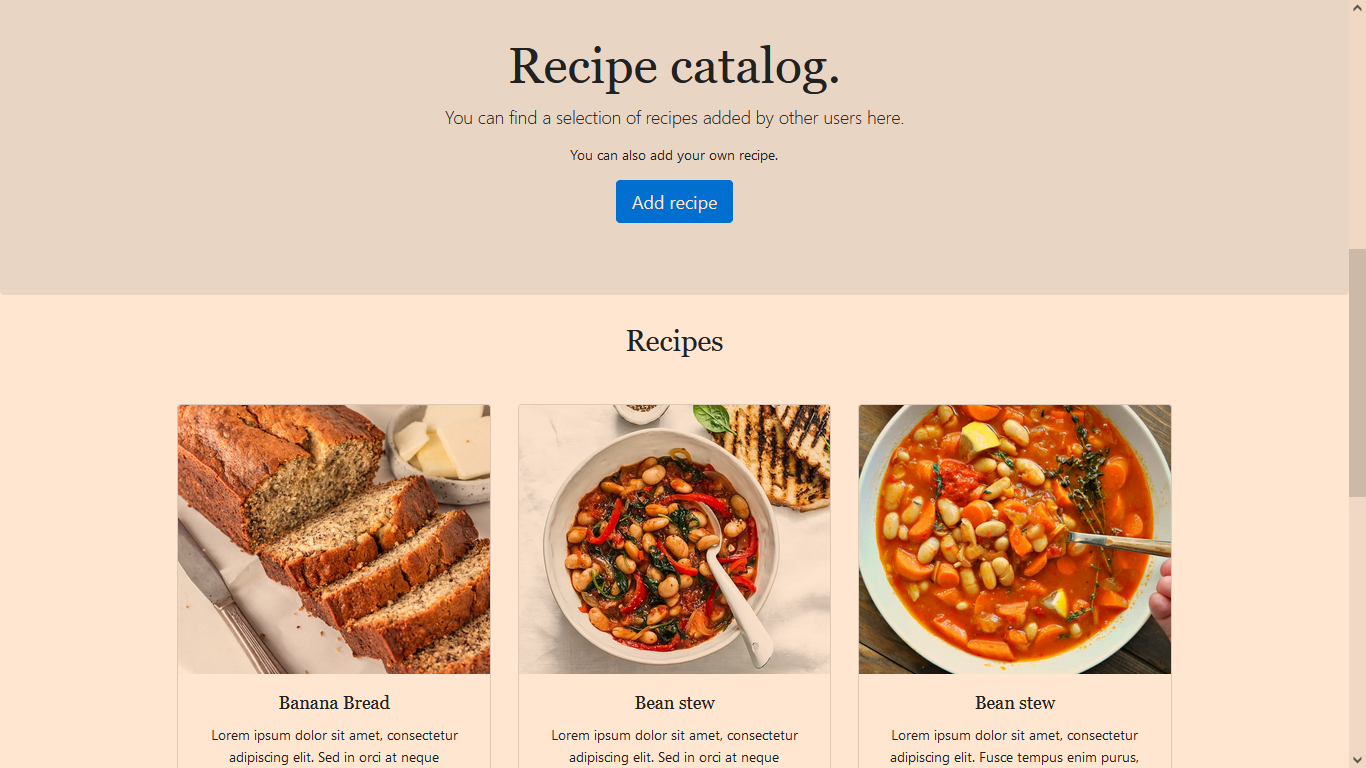 Recipe catalog.
You can find a selection of recipes added by other users here.
You can also add your own recipe.
Add recipe
Recipes
Banana Bread
Lorem ipsum dolor sit amet, consectetur
adipiscing elit. Sed in orci at neque
Bean stew
Lorem ipsum dolor sit amet, consectetur
adipiscing elit. Sed in orci at neque
Bean stew
Lorem ipsum dolor sit amet, consectetur
adipiscing elit. Fusce tempus enim purus,